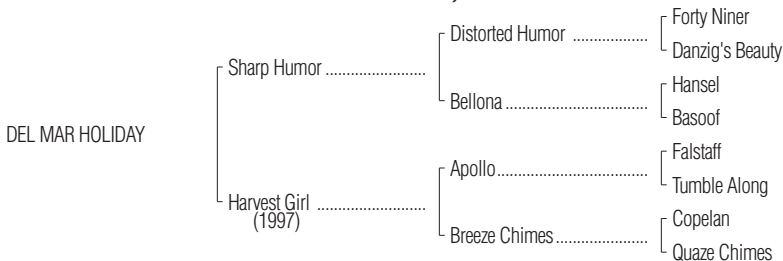 Forty Niner
Distorted Humor ....................
Danzig's Beauty
Sharp Humor ...........................
Hansel
Bellona ......................................
Basoof
DEL MAR HOLIDAY
Falstaff
Apollo ........................................
Tumble Along
Harvest Girl .............................
(1997)
Copelan
Breeze Chimes .........................
Quaze Chimes